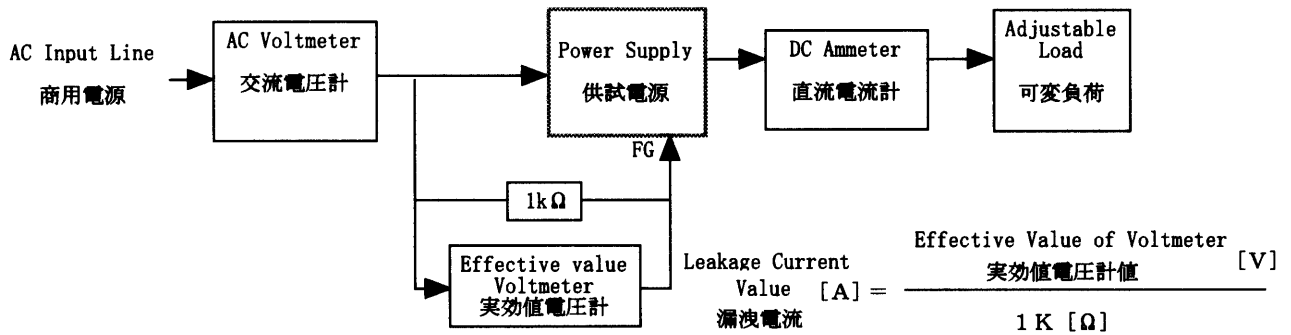 AC Input Line
商用電源
AC Voltmeter
交流電圧計
Power Supply
供試電源
FG
DC Ammeter
直流電流計
Adjustable
Load
可変負荷
1kΩ
Effective value
Voltmeter
実効値電圧計
Leakage Current
Value [A] =
漏洩電流
Effective Value of Voltmeter [V]
実効値電圧計値
1K [Ω]